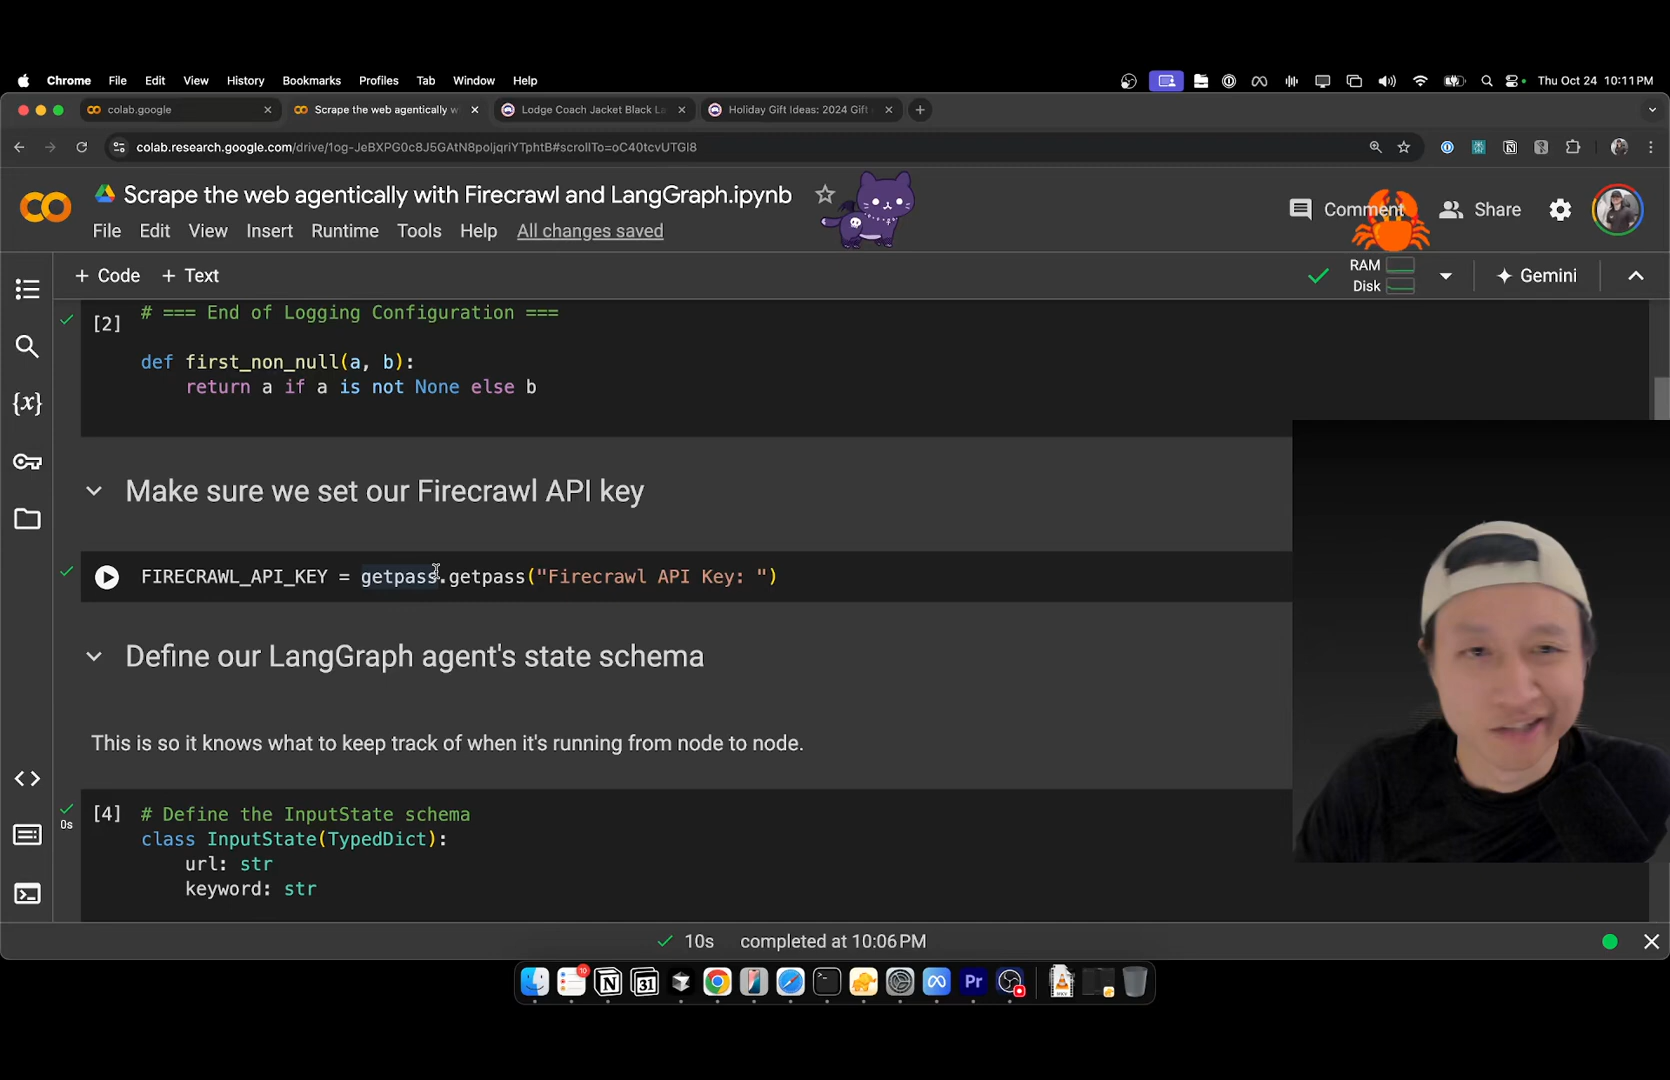 Chrome File Edit View History Bookmarks Profiles Tab Window Help Thu Oct 24 10:11 PM
colab.google Scrape the web agentically w Lodge Coach Jacket Black La Holiday Gift Ideas: 2024 Gift
colab.research.google.com/drive/1og-JeBXPG0c8J5GAtN8poljqriYTphtB#scrollTo=oC40tcvUTGl8
Scrape the web agentically with Firecrawl and LangGraph.ipynb
Comment Share
File Edit View Insert Runtime Tools Help All changes saved
+ Code + Text
RAM
Disk
Gemini
[2] # === End of Logging Configuration ===
def first_non_null(a, b):
return a if a is not None else b
Make sure we set our Firecrawl API key
FIRECRAWL_API_KEY = getpass.getpass("Firecrawl API Key: ")
Define our LangGraph agent's state schema
This is so it knows what to keep track of when it's running from node to node.
[4] # Define the InputState schema
0s
class InputState(TypedDict):
url: str
keyword: str
10s completed at 10:06 PM
10
31
Pr